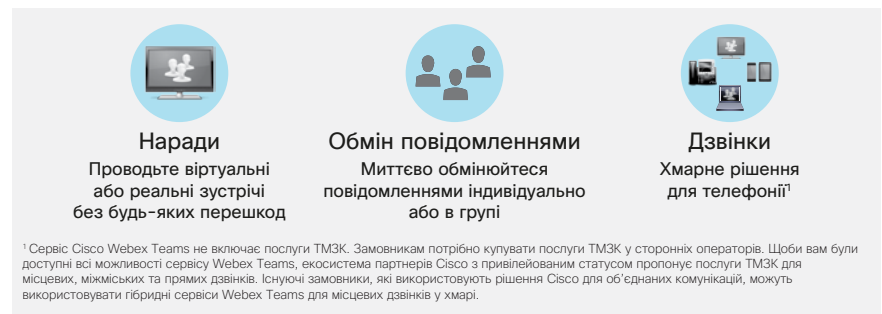 Наради
Проводьте віртуальні
або реальні зустрічі
без будь-яких перешкод
Обмін повідомленнями
Миттєво обмінюйтеся
повідомленнями індивідуально
або в групі
Дзвінки
Хмарне рішення
для телефонії¹
¹ Сервіс Cisco Webex Teams не включає послуги ТМЗК. Замовникам потрібно купувати послуги ТМЗК у сторонніх операторів. Щоби вам були
доступні всі можливості сервісу Webex Teams, екосистема партнерів Cisco з привілейованим статусом пропонує послуги ТМЗК для
місцевих, міжміських та прямих дзвінків. Існуючі замовники, які використовують рішення Cisco для об’єднаних комунікацій, можуть
використовувати гібридні сервіси Webex Teams для місцевих дзвінків у хмарі.